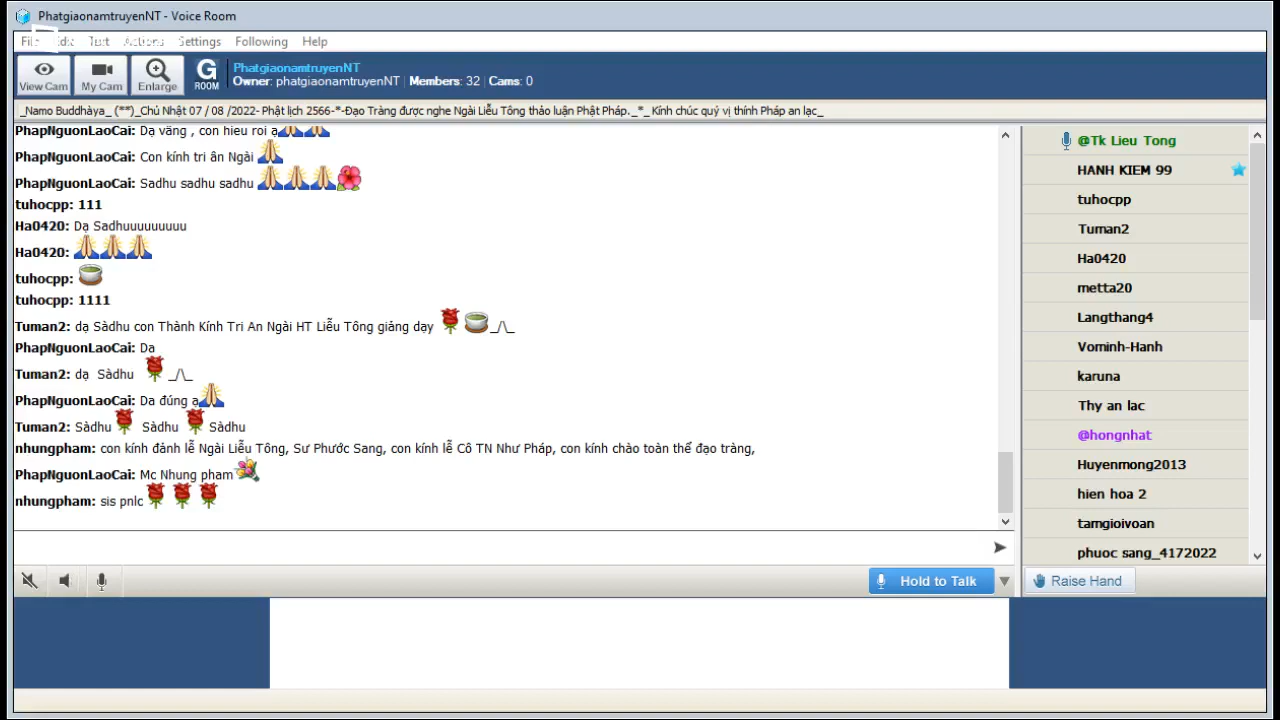 PhatgiaonamtruyenNT - Voice Room
Text Actions Settings Following Help
View Cam
My Cam
Enlarge
G ROOM
PhatgiaonamtruyenNT
Owner: phatgiaonamtruyenNT | Members: 32 | Cams: 0
_Namo Buddhàya_ (**)_Chủ Nhật 07 / 08 /2022- Phật lịch 2566-*-Đạo Tràng được nghe Ngài Liễu Tông thảo luận Phật Pháp._*_ Kính chúc quý vị thính Pháp an lạc_
PhapNguonLaoCai: Dạ vâng , con hieu roi ạ
PhapNguonLaoCai: Con kính tri ân Ngài
PhapNguonLaoCai: Sadhu sadhu sadhu
tuhocpp: 111
Ha0420: Dạ Sadhuuuuuuuuu
Ha0420:
tuhocpp:
tuhocpp: 1111
Tuman2: dạ Sàdhu con Thành Kính Tri An Ngài HT Liễu Tông giảng dạy _/\_
PhapNguonLaoCai: Da
Tuman2: dạ Sàdhu _/\_
PhapNguonLaoCai: Da đúng ạ
Tuman2: Sàdhu Sàdhu Sàdhu
nhungpham: con kính đảnh lễ Ngài Liễu Tông, Sư Phước Sang, con kính lễ Cô TN Như Pháp, con kính chào toàn thể đạo tràng,
PhapNguonLaoCai: Mc Nhung pham
nhungpham: sis pnlc
@Tk Lieu Tong
HANH KIEM 99
tuhocpp
Tuman2
Ha0420
metta20
Langthang4
Vominh-Hanh
karuna
Thy an lac
@hongnhat
Huyenmong2013
hien hoa 2
tamgioivoan
phuoc sang_4172022
Hold to Talk
Raise Hand